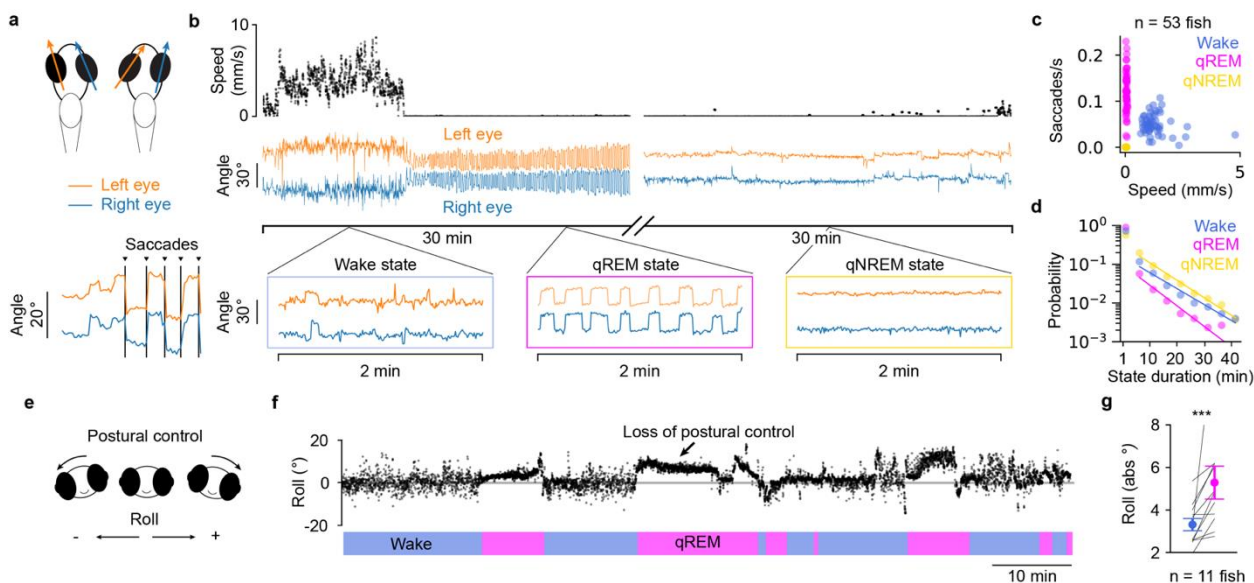 a
Left eye
Right eye
Saccades
Angle
20°
b
10
Speed
(mm/s)
0
Left eye
Angle
30°
Right eye
30 min
30 min
Wake state
qREM state
qNREM state
Angle
30°
2 min
2 min
2 min
c
n = 53 fish
Wake
qREM
qNREM
Saccades/s
0.2
0.1
0.0
0
5
Speed (mm/s)
d
Wake
qREM
qNREM
Probability
10⁰
10⁻¹
10⁻²
10⁻³
1 10 20 30 40
State duration (min)
e
Postural control
Roll
- +
f
Loss of postural control
Roll (°)
20
0
-20
Wake
qREM
10 min
g
***
Roll (abs °)
8
6
4
2
n = 11 fish